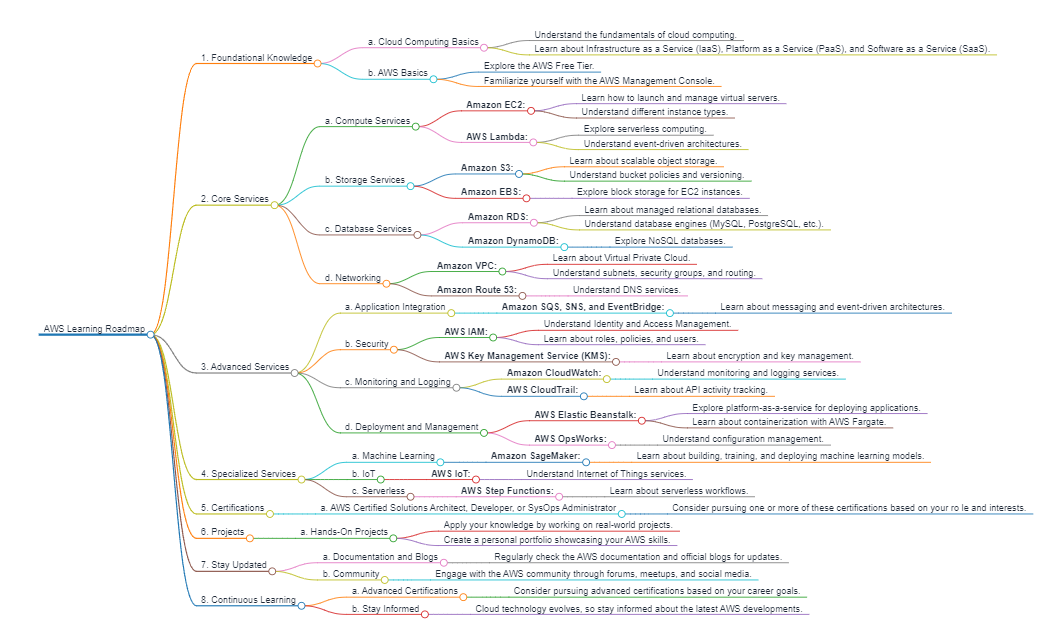 AWS Learning Roadmap
1. Foundational Knowledge
a. Cloud Computing Basics
Understand the fundamentals of cloud computing.
Learn about Infrastructure as a Service (IaaS), Platform as a Service (PaaS), and Software as a Service (SaaS).
b. AWS Basics
Explore the AWS Free Tier.
Familiarize yourself with the AWS Management Console.
2. Core Services
a. Compute Services
Amazon EC2:
Learn how to launch and manage virtual servers.
Understand different instance types.
AWS Lambda:
Explore serverless computing.
Understand event-driven architectures.
b. Storage Services
Amazon S3:
Learn about scalable object storage.
Understand bucket policies and versioning.
Amazon EBS:
Explore block storage for EC2 instances.
c. Database Services
Amazon RDS:
Learn about managed relational databases.
Understand database engines (MySQL, PostgreSQL, etc.).
Amazon DynamoDB:
Explore NoSQL databases.
d. Networking
Amazon VPC:
Learn about Virtual Private Cloud.
Understand subnets, security groups, and routing.
Amazon Route 53:
Understand DNS services.
3. Advanced Services
a. Application Integration
Amazon SQS, SNS, and EventBridge:
Learn about messaging and event-driven architectures.
b. Security
AWS IAM:
Understand Identity and Access Management.
Learn about roles, policies, and users.
AWS Key Management Service (KMS):
Learn about encryption and key management.
c. Monitoring and Logging
Amazon CloudWatch:
Understand monitoring and logging services.
AWS CloudTrail:
Learn about API activity tracking.
d. Deployment and Management
AWS Elastic Beanstalk:
Explore platform-as-a-service for deploying applications.
Learn about containerization with AWS Fargate.
AWS OpsWorks:
Understand configuration management.
4. Specialized Services
a. Machine Learning
Amazon SageMaker:
Learn about building, training, and deploying machine learning models.
b. IoT
AWS IoT:
Understand Internet of Things services.
c. Serverless
AWS Step Functions:
Learn about serverless workflows.
5. Certifications
a. AWS Certified Solutions Architect, Developer, or SysOps Administrator
Consider pursuing one or more of these certifications based on your ro le and interests.
6. Projects
a. Hands-On Projects
Apply your knowledge by working on real-world projects.
Create a personal portfolio showcasing your AWS skills.
7. Stay Updated
a. Documentation and Blogs
Regularly check the AWS documentation and official blogs for updates.
b. Community
Engage with the AWS community through forums, meetups, and social media.
8. Continuous Learning
a. Advanced Certifications
Consider pursuing advanced certifications based on your career goals.
b. Stay Informed
Cloud technology evolves, so stay informed about the latest AWS developments.